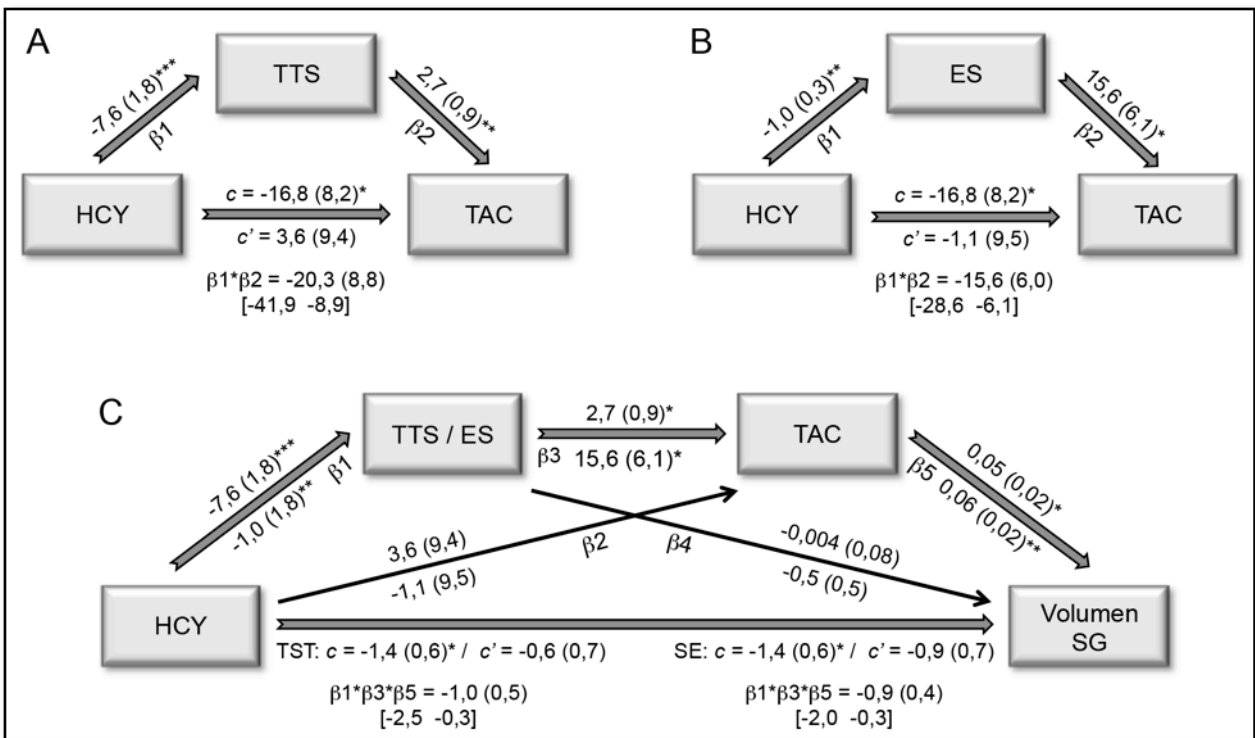 A
TTS
-7,6 (1,8)***
β1
2,7 (0,9)**
β2
HCY
c = -16,8 (8,2)*
c' = 3,6 (9,4)
TAC
β1*β2 = -20,3 (8,8)
[-41,9 -8,9]
B
ES
-1,0 (0,3)**
β1
15,6 (6,1)*
β2
HCY
c = -16,8 (8,2)*
c' = -1,1 (9,5)
TAC
β1*β2 = -15,6 (6,0)
[-28,6 -6,1]
C
TTS / ES
2,7 (0,9)*
β3 15,6 (6,1)*
TAC
-7,6 (1,8)***
-1,0 (1,8)**
β1
0,05 (0,02)*
β5 0,06 (0,02)**
3,6 (9,4)
-1,1 (9,5)
β2
β4
-0,004 (0,08)
-0,5 (0,5)
HCY
Volumen
SG
TST: c = -1,4 (0,6)* / c' = -0,6 (0,7)
SE: c = -1,4 (0,6)* / c' = -0,9 (0,7)
β1*β3*β5 = -1,0 (0,5)
[-2,5 -0,3]
β1*β3*β5 = -0,9 (0,4)
[-2,0 -0,3]